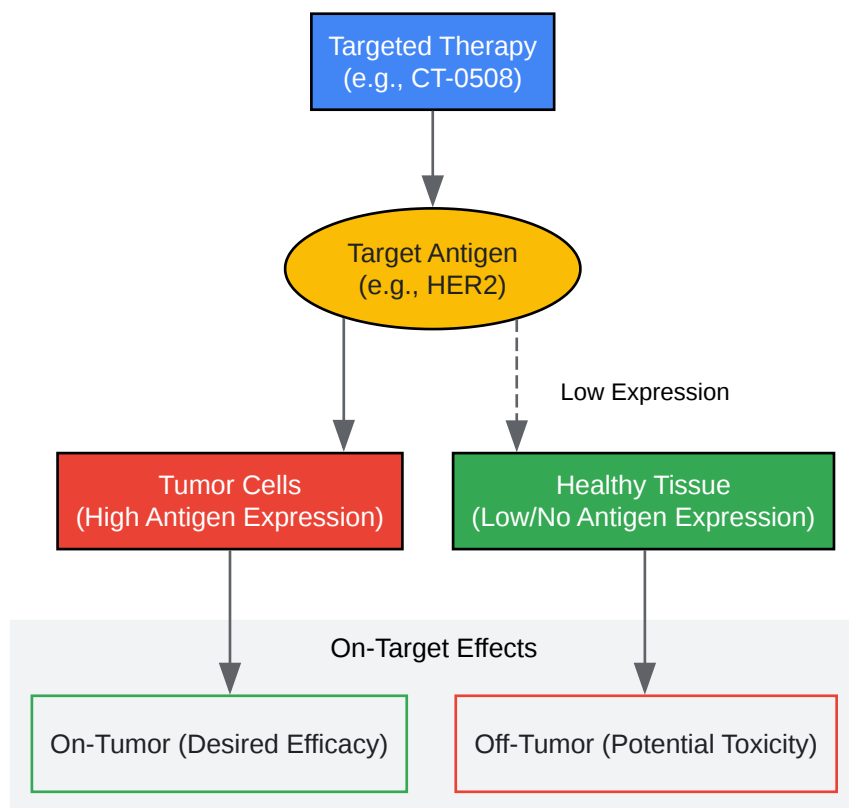 Targeted Therapy
(e.g., CT-0508)
Target Antigen
(e.g., HER2)
Low Expression
Tumor Cells
(High Antigen Expression)
Healthy Tissue
(Low/No Antigen Expression)
On-Target Effects
On-Tumor (Desired Efficacy)
Off-Tumor (Potential Toxicity)